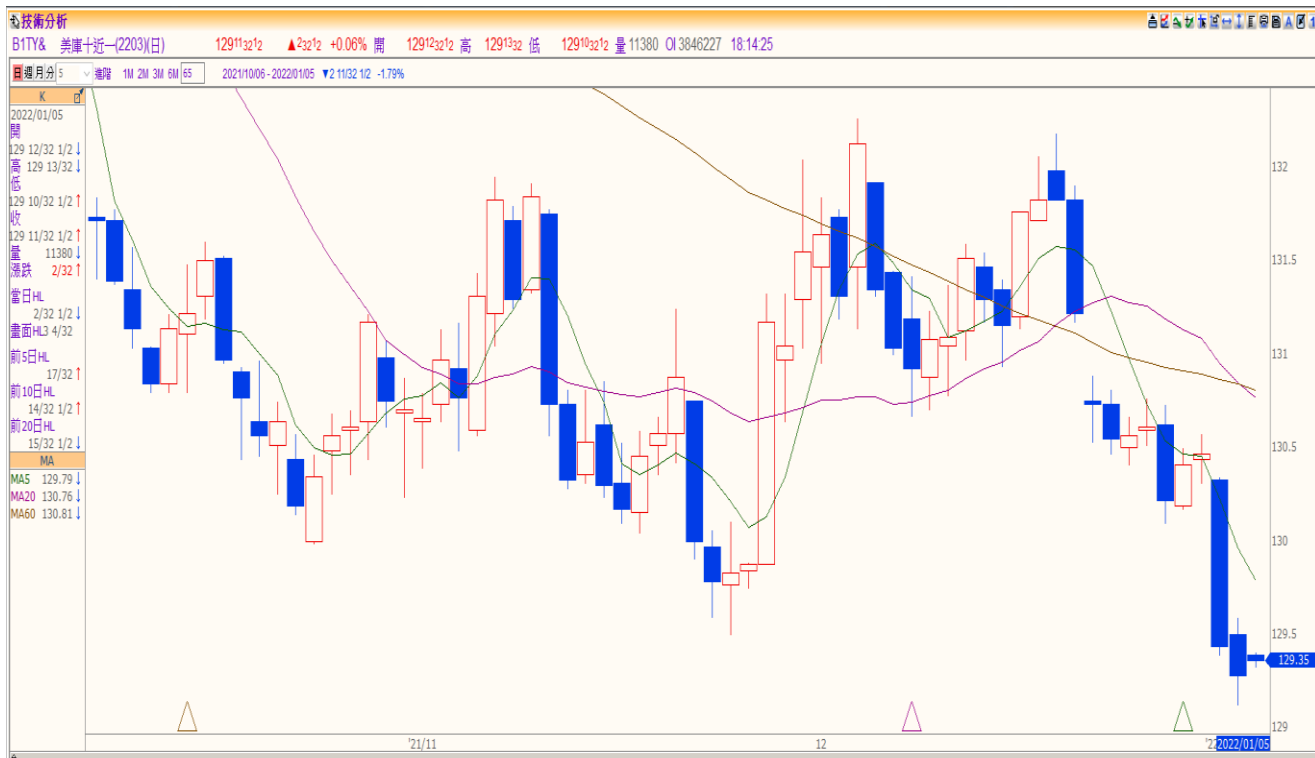 技術分析
B1TY& 美庫十近一(2203)(日) 129 11 32 1 2 ▲2 32 1 2 +0.06% 開 129 12 32 1 2 高 129 13 32 低 129 10 32 1 2 量 11380 OI 3846227 18:14:25
日 週 月 分 5 進階 1M 2M 3M 6M 65 2021/10/06 - 2022/01/05 ▼2 11/32 1/2 -1.79%
K
2022/01/05
開
129 12/32 1/2↓
高 129 13/32↓
低
129 10/32 1/2↑
收
129 11/32 1/2↑
量 11380↓
漲跌 2/32↑
當日HL
2/32 1/2↓
畫面HL3 4/32
前5日HL
17/32↑
前10日HL
14/32 1/2↑
前20日HL
15/32 1/2↓
MA
MA5 129.79↓
MA20 130.76↓
MA60 130.81↓
132
131.5
131
130.5
130
129.5
129.35
129
'21/11
12
'22
2022/01/05